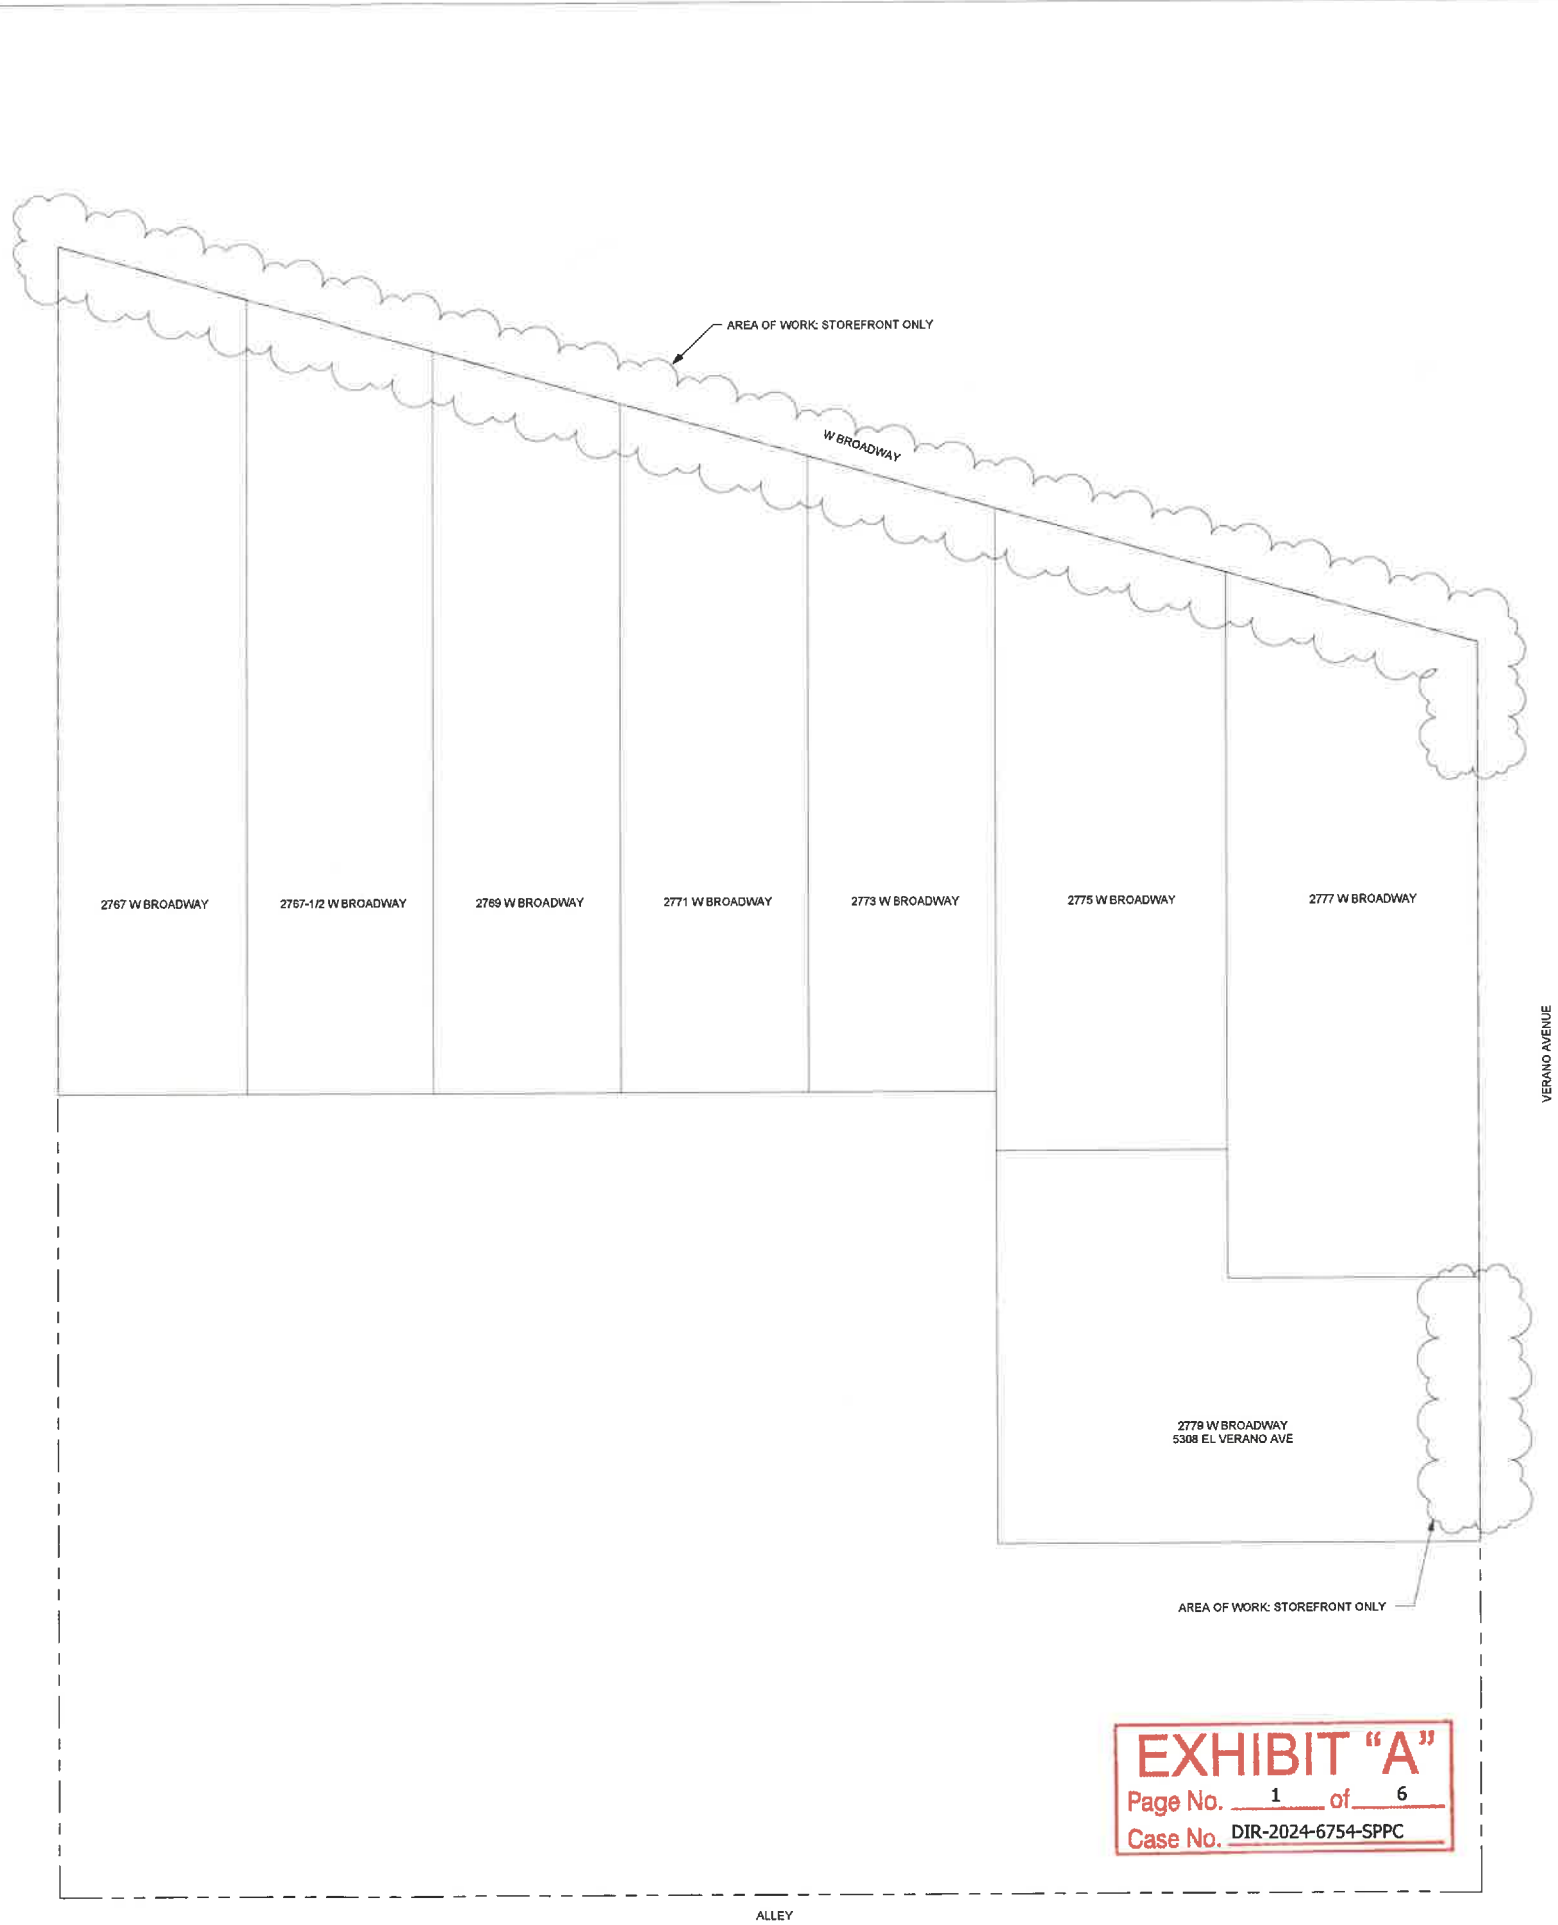 AREA OF WORK: STOREFRONT ONLY
W BROADWAY
2767 W BROADWAY
2767-1/2 W BROADWAY
2769 W BROADWAY
2771 W BROADWAY
2773 W BROADWAY
2775 W BROADWAY
2777 W BROADWAY
VERANO AVENUE
2779 W BROADWAY
5308 EL VERANO AVE
AREA OF WORK: STOREFRONT ONLY
EXHIBIT “A”
Page No. 1 of 6
Case No. DIR-2024-6754-SPPC
ALLEY